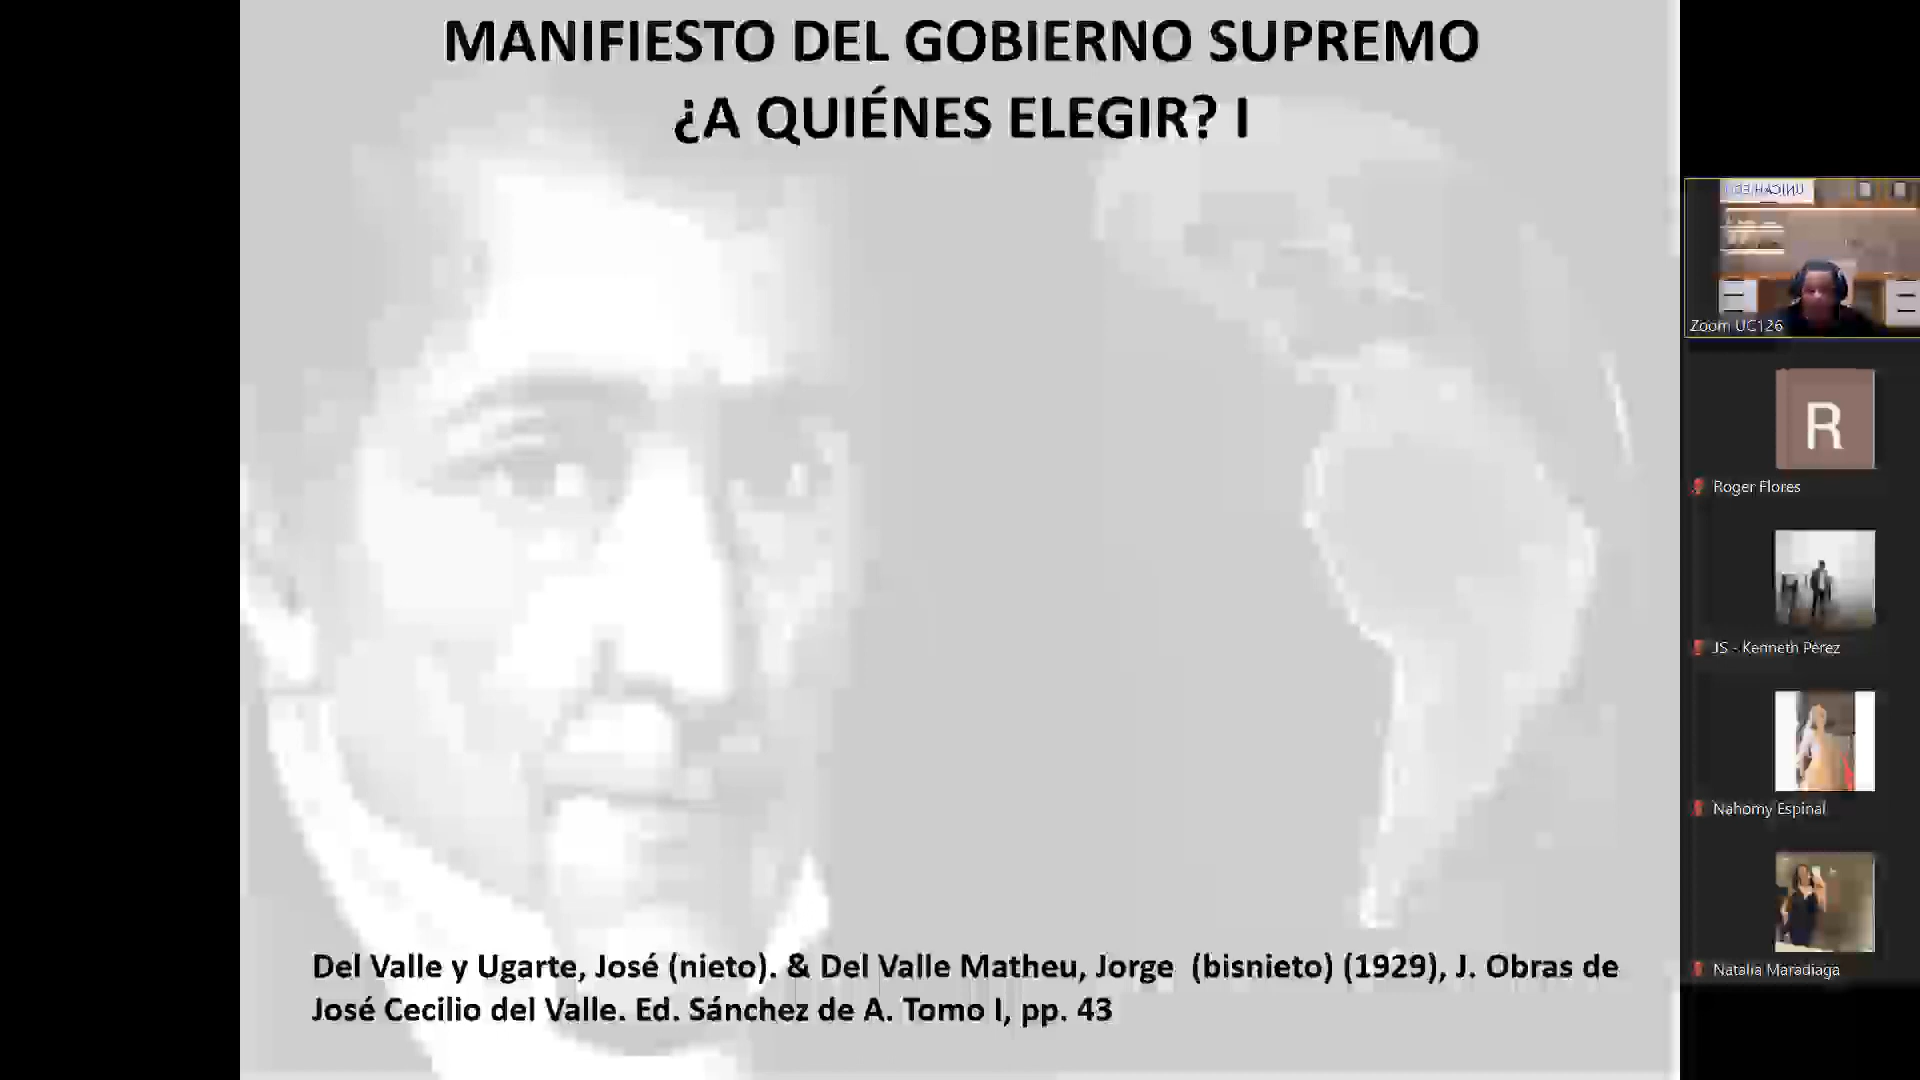 MANIFIESTO DEL GOBIERNO SUPREMO
¿A QUIÉNES ELEGIR? I
Del Valle y Ugarte, José (nieto). & Del Valle Matheu, Jorge (bisnieto) (1929), J. Obras de
José Cecilio del Valle. Ed. Sánchez de A. Tomo I, pp. 43
UNICAH.ED
Zoom UC126
R
Roger Flores
JS - Kenneth Pérez
Nahomy Espinal
Natalia Maradiaga